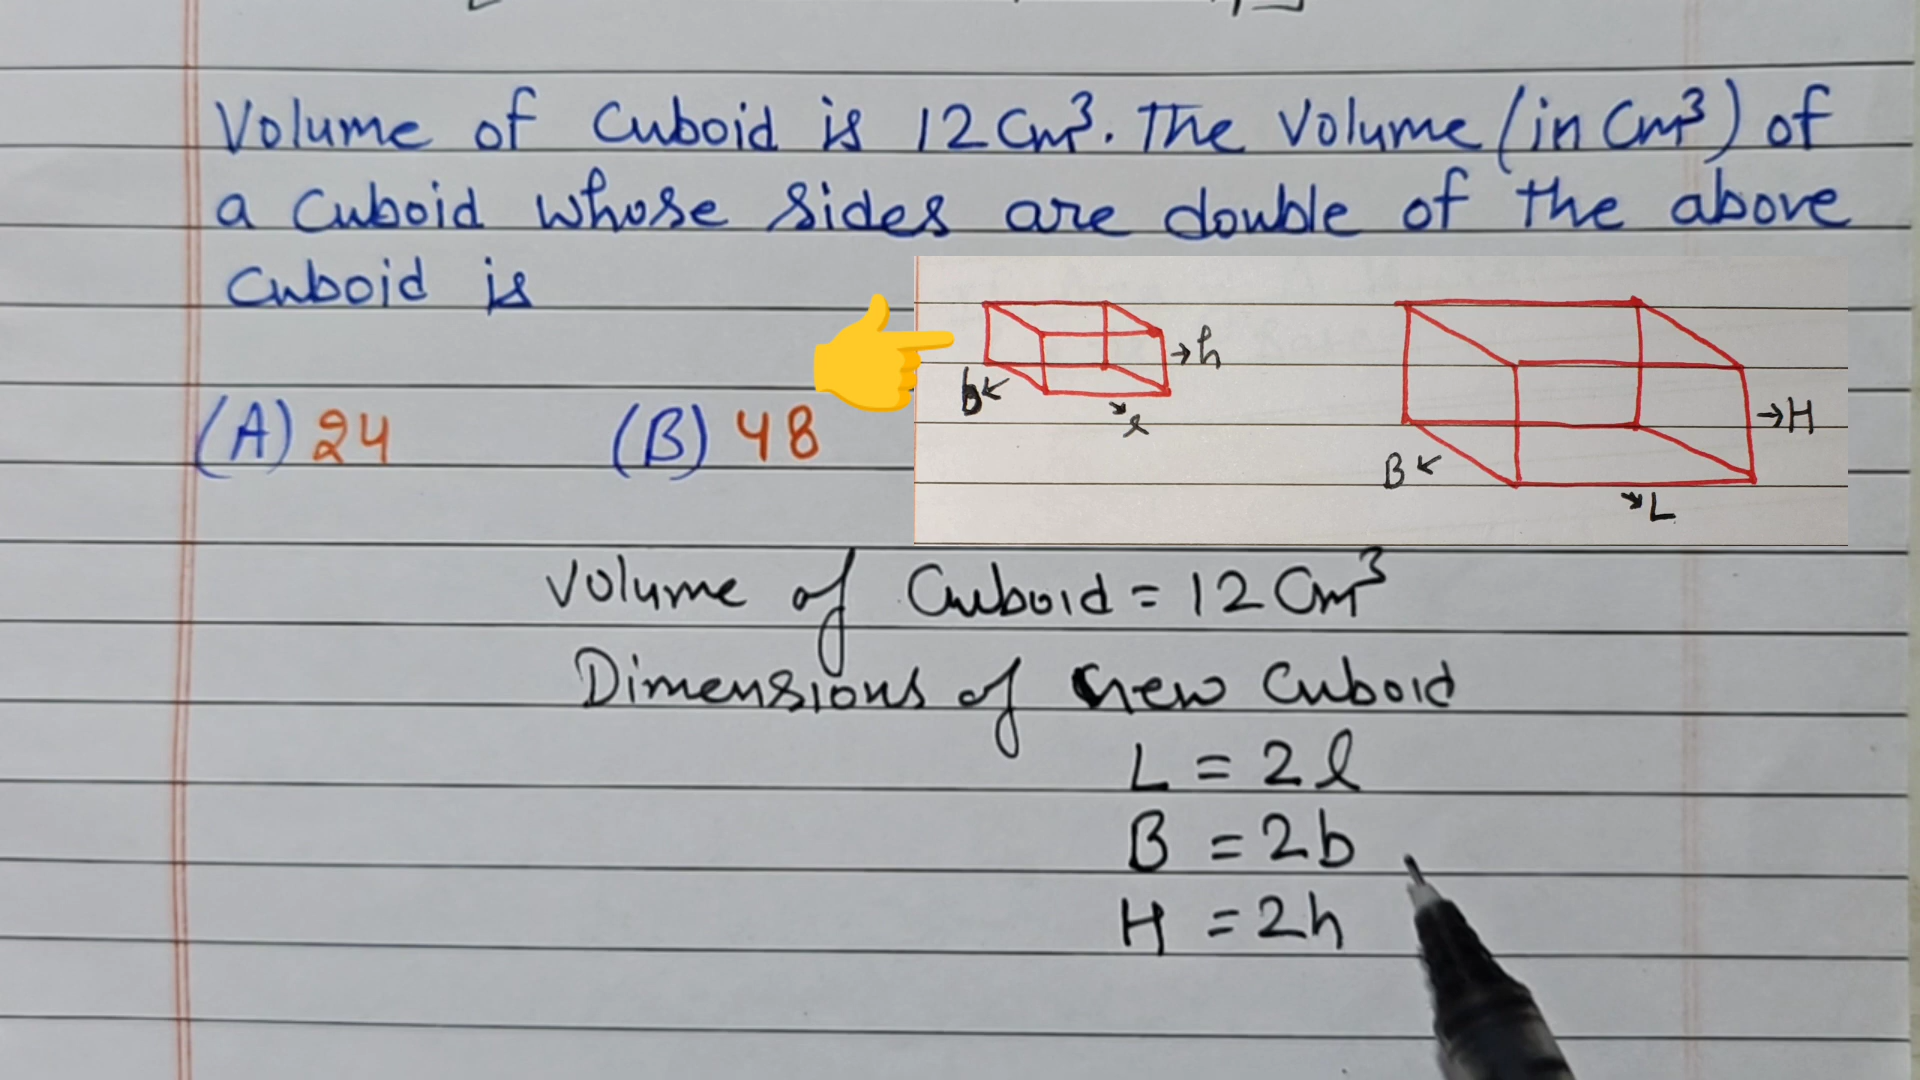 Volume of Cuboid is 12 Cm³. The Volume (in Cm³) of
a Cuboid whose sides are double of the above
Cuboid is
(A) 24 (B) 48
b h l
B H L
Volume of Cuboid = 12 Cm³
Dimensions of new Cuboid
L = 2l
B = 2b
H = 2h